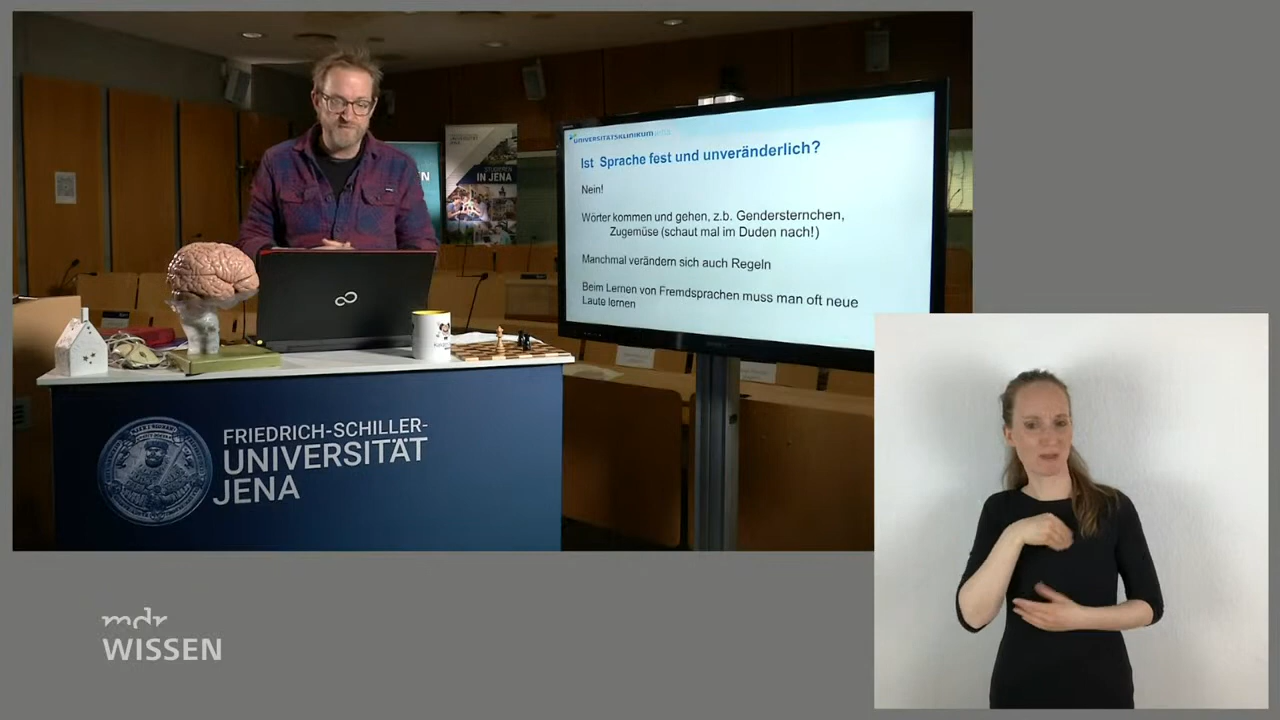 UNIVERSITÄTSKLINIKUM
Ist Sprache fest und unveränderlich?
Nein!
Wörter kommen und gehen, z.b. Gendersternchen,
Zugemüse (schaut mal im Duden nach!)
Manchmal verändern sich auch Regeln
Beim Lernen von Fremdsprachen muss man oft neue
Laute lernen
STUDIEREN
IN JENA
FRIEDRICH-SCHILLER-
UNIVERSITÄT
JENA
mdr
WISSEN